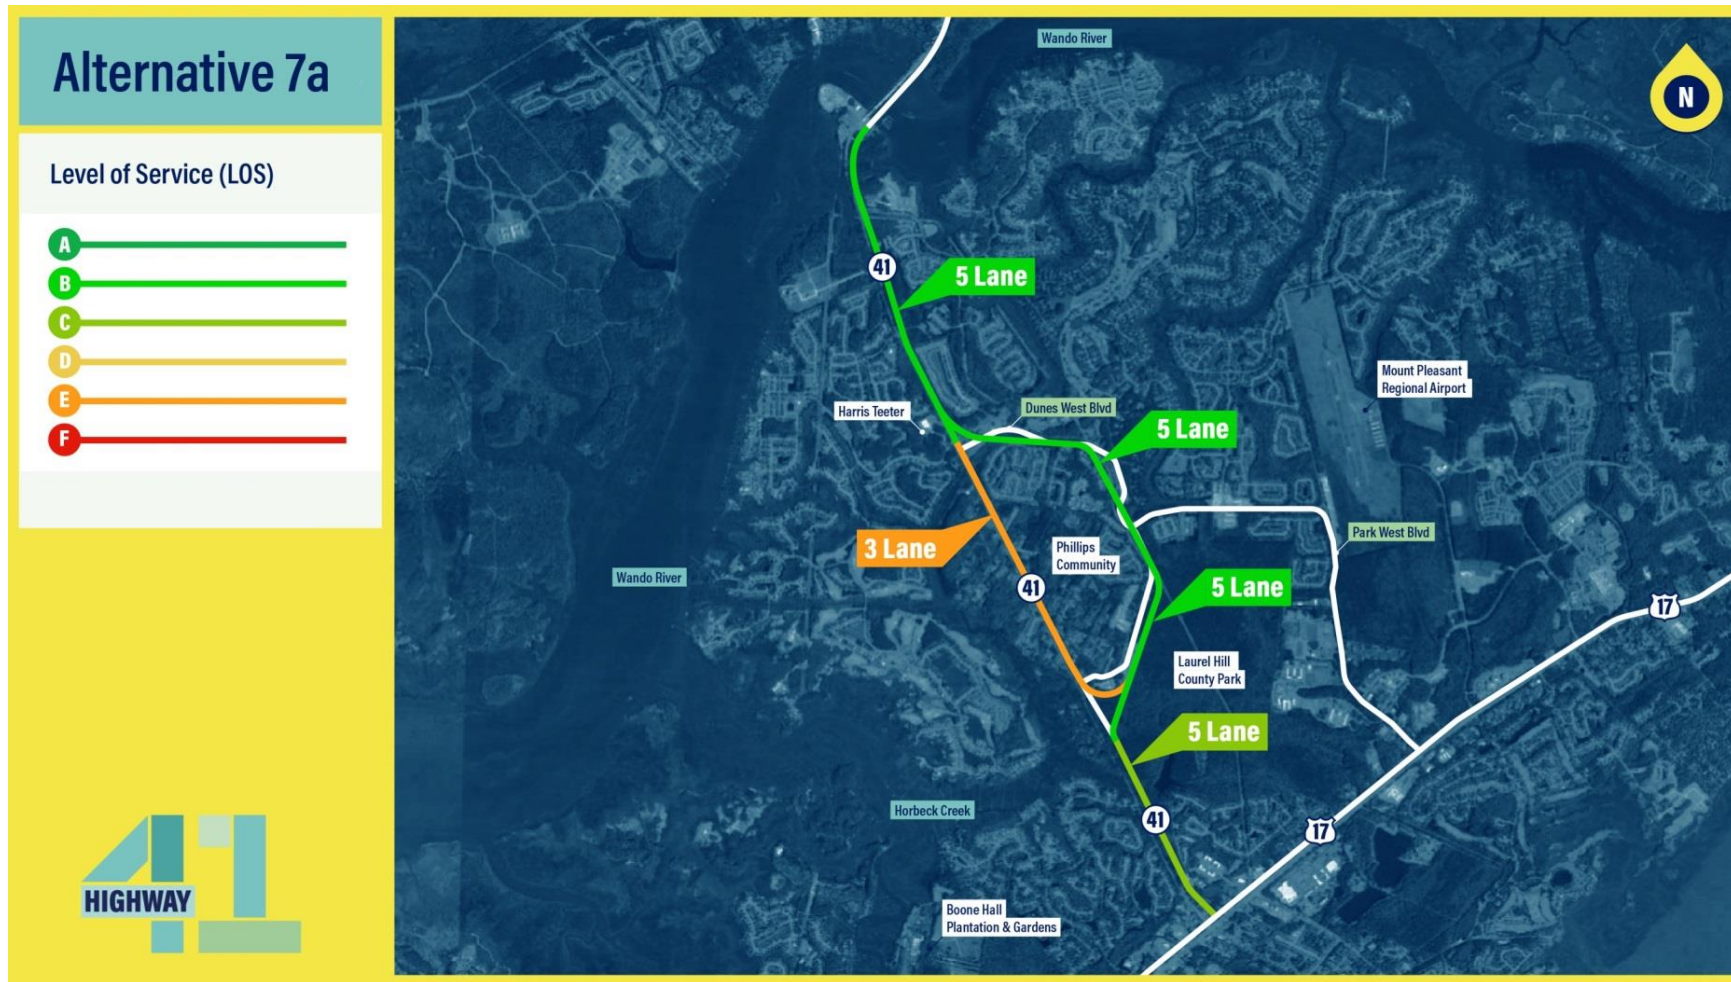 Alternative 7a
Level of Service (LOS)
A
B
C
D
E
F
HIGHWAY
41
Wando River
N
41
5 Lane
Mount Pleasant
Regional Airport
Harris Teeter
Dunes West Blvd
5 Lane
3 Lane
Phillips
Community
Park West Blvd
Wando River
41
5 Lane
17
Laurel Hill
County Park
5 Lane
Horbeck Creek
41
17
Boone Hall
Plantation & Gardens